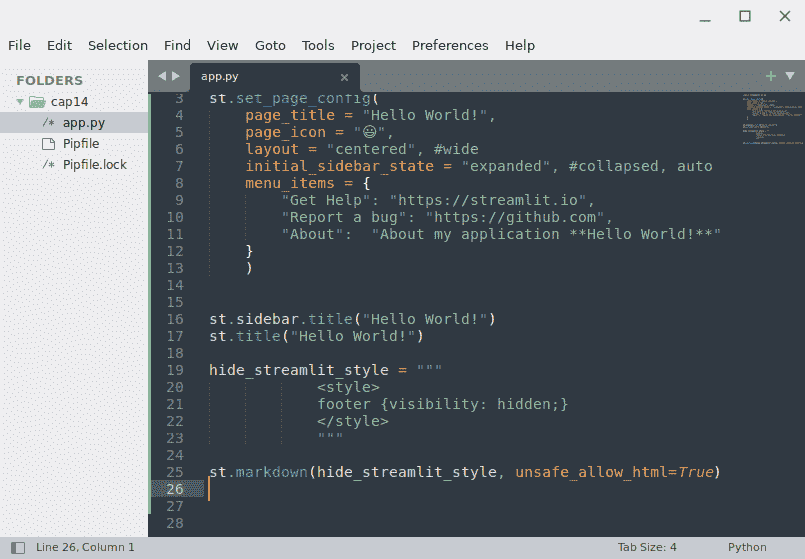 File Edit Selection Find View Goto Tools Project Preferences Help
FOLDERS
cap14
/* app.py
Pipfile
/* Pipfile.lock
app.py
3 st.set_page_config(
4 page_title = "Hello World!",
5 page_icon = "😃",
6 layout = "centered", #wide
7 initial_sidebar_state = "expanded", #collapsed, auto
8 menu_items = {
9 "Get Help": "https://streamlit.io",
10 "Report a bug": "https://github.com",
11 "About":  "About my application **Hello World!**"
12 }
13 )
14
15
16 st.sidebar.title("Hello World!")
17 st.title("Hello World!")
18
19 hide_streamlit_style = """
20 <style>
21 footer {visibility: hidden;}
22 </style>
23 """
24
25 st.markdown(hide_streamlit_style, unsafe_allow_html=True)
26
27
28
Line 26, Column 1 Tab Size: 4 Python